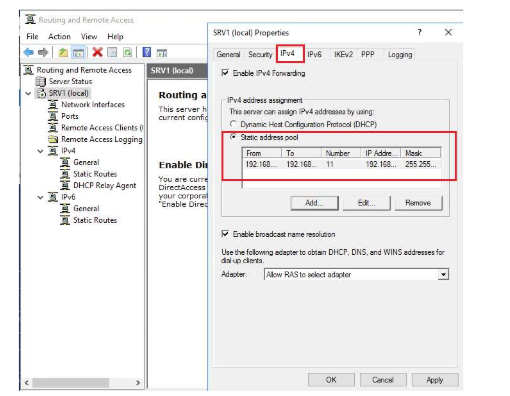 Routing and Remote Access
File Action View Help
Routing and Remote Access
Server Status
SRV1 (local)
Network Interfaces
Ports
Remote Access Clients (
Remote Access Logging
IPv4
General
Static Routes
DHCP Relay Agent
IPv6
General
Static Routes
SRV1 (local)
Routing a
This server h
current config
Enable Di
You are curre
DirectAccess
your corporat
"Enable Direc
SRV1 (local) Properties
? ×
General Security IPv4 IPv6 IKEv2 PPP Logging
Enable IPv4 Forwarding
IPv4 address assignment
This server can assign IPv4 addresses by using:
Dynamic Host Configuration Protocol (DHCP)
Static address pool
From To Number IP Addre... Mask
192.168... 192.168... 11 192.168... 255.255...
Add... Edit... Remove
Enable broadcast name resolution
Use the following adapter to obtain DHCP, DNS, and WINS addresses for
dial-up clients.
Adapter: Allow RAS to select adapter
OK Cancel Apply